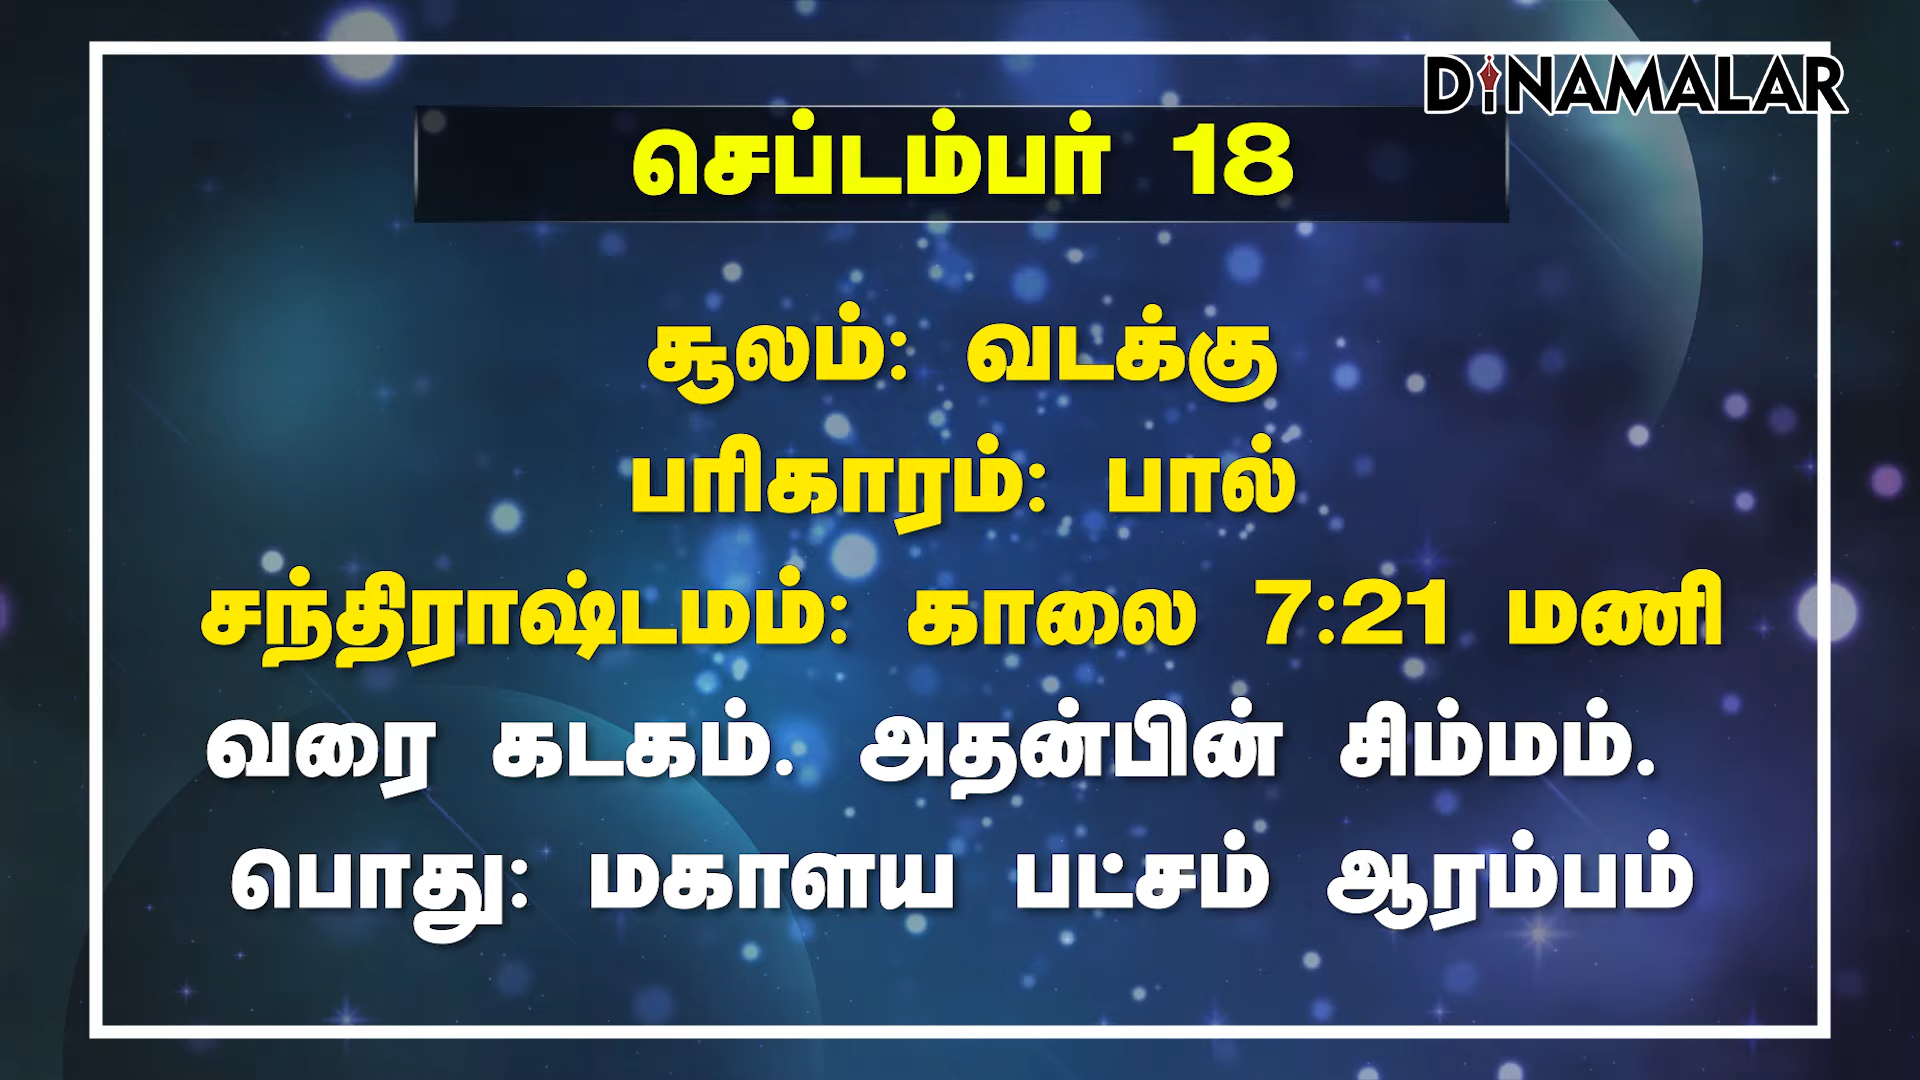 DINAMALAR
செப்டம்பர் 18
சூலம்: வடக்கு
பரிகாரம்: பால்
சந்திராஷ்டமம்: காலை 7:21 மணி
வரை கடகம். அதன்பின் சிம்மம்.
பொது: மகாளய பட்சம் ஆரம்பம்